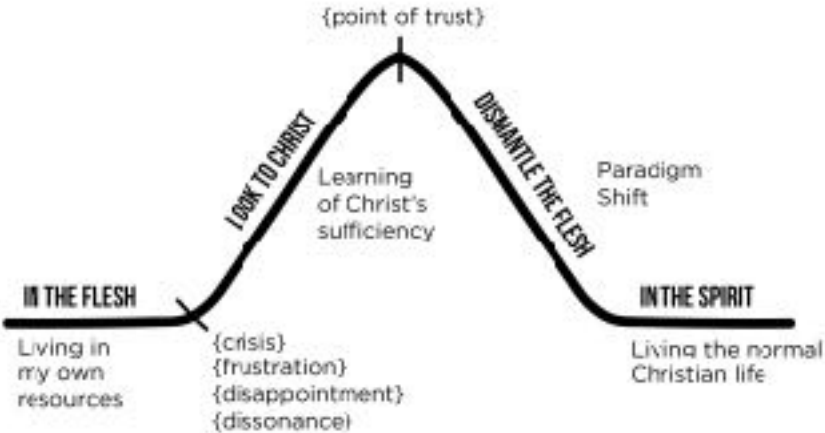 {point of trust}
LOOK TO CHRIST
DISMANTLE THE FLESH
Learning
of Christ's
sufficiency
Paradigm
Shift
IN THE FLESH
IN THE SPIRIT
Living in
my own
resources
{crisis}
{frustration}
{disappointment}
{dissonance}
Living the normal
Christian life